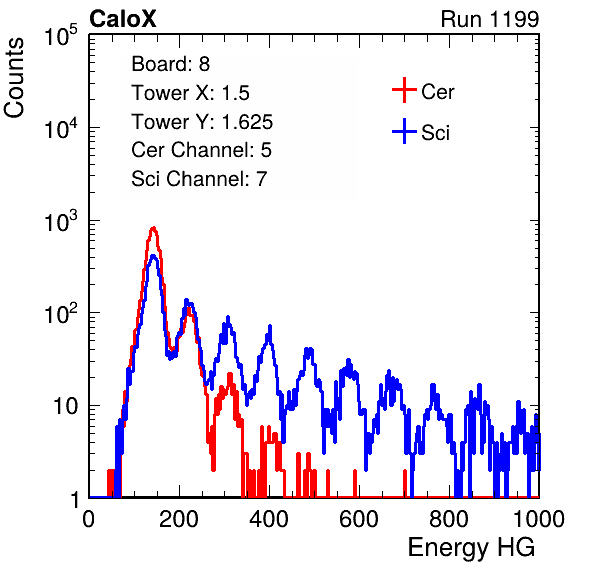 CaloX Run 1199
Counts
Board: 8
Tower X: 1.5
Tower Y: 1.625
Cer Channel: 5
Sci Channel: 7
Cer
Sci
10^5
10^4
10^3
10^2
10
1
0 200 400 600 800 1000
Energy HG